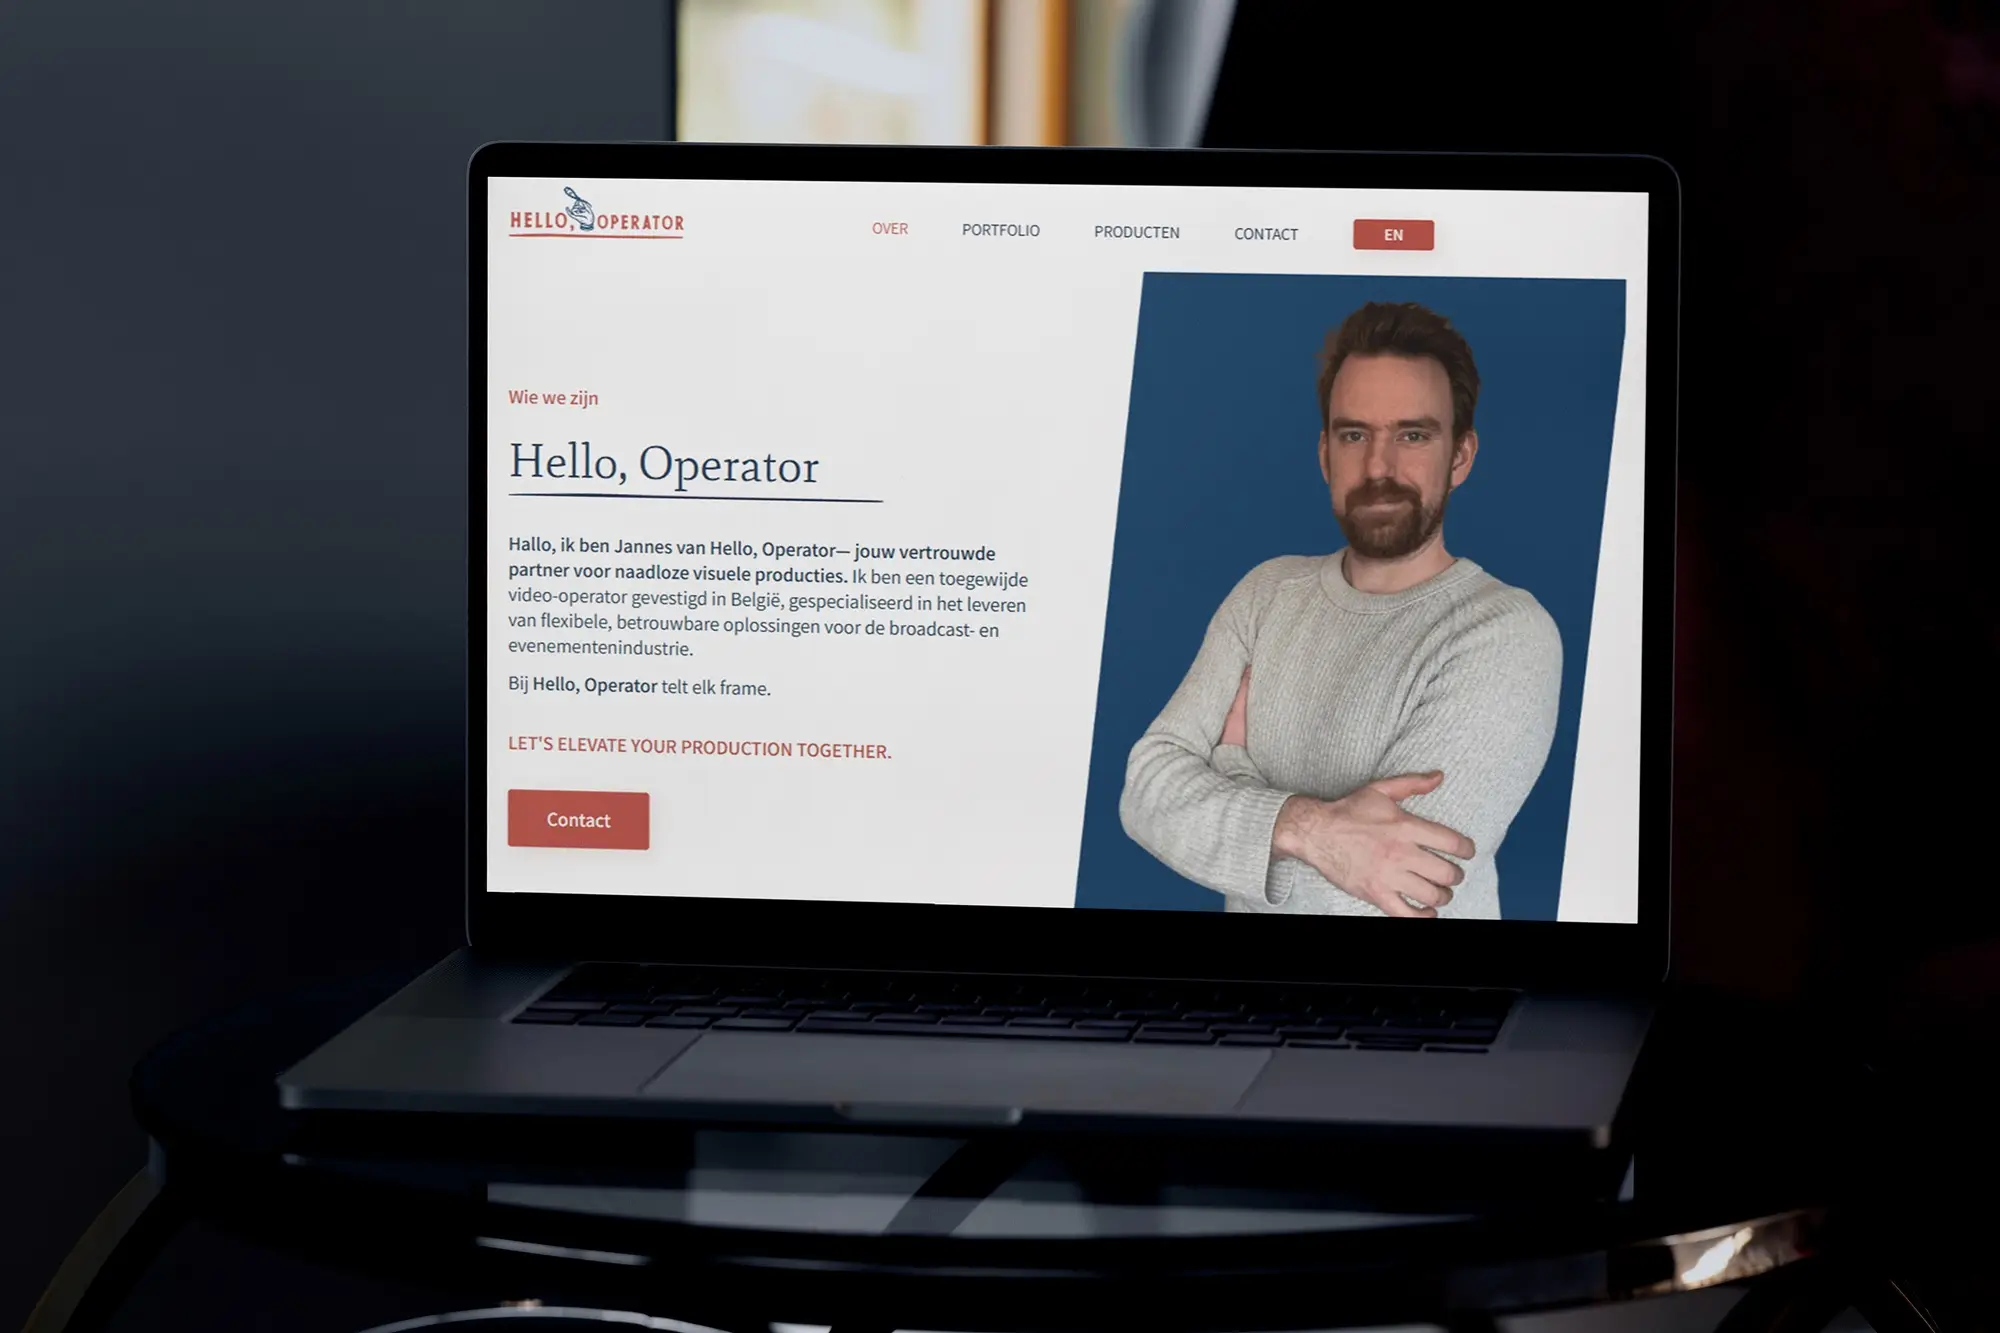 HELLO, OPERATOR
OVER
PORTFOLIO
PRODUCTEN
CONTACT
EN
Wie we zijn
Hello, Operator
Hallo, ik ben Jannes van Hello, Operator— jouw vertrouwde
partner voor naadloze visuele producties. Ik ben een toegewijde
video-operator gevestigd in België, gespecialiseerd in het leveren
van flexibele, betrouwbare oplossingen voor de broadcast- en
evenementenindustrie.
Bij Hello, Operator telt elk frame.
LET'S ELEVATE YOUR PRODUCTION TOGETHER.
Contact